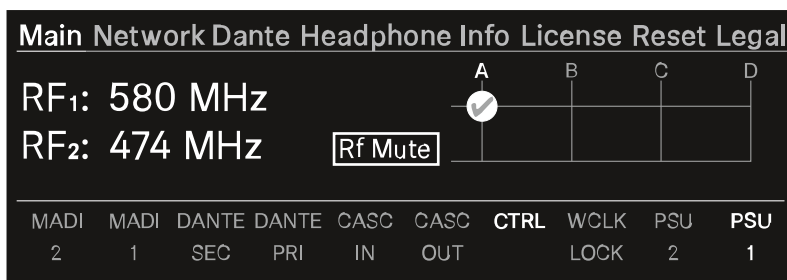 Main Network Dante Headphone Info License Reset Legal
A B C D
RF1: 580 MHz
RF2: 474 MHz Rf Mute
MADI MADI DANTE DANTE CASC CASC CTRL WCLK PSU PSU
2 1 SEC PRI IN OUT LOCK 2 1